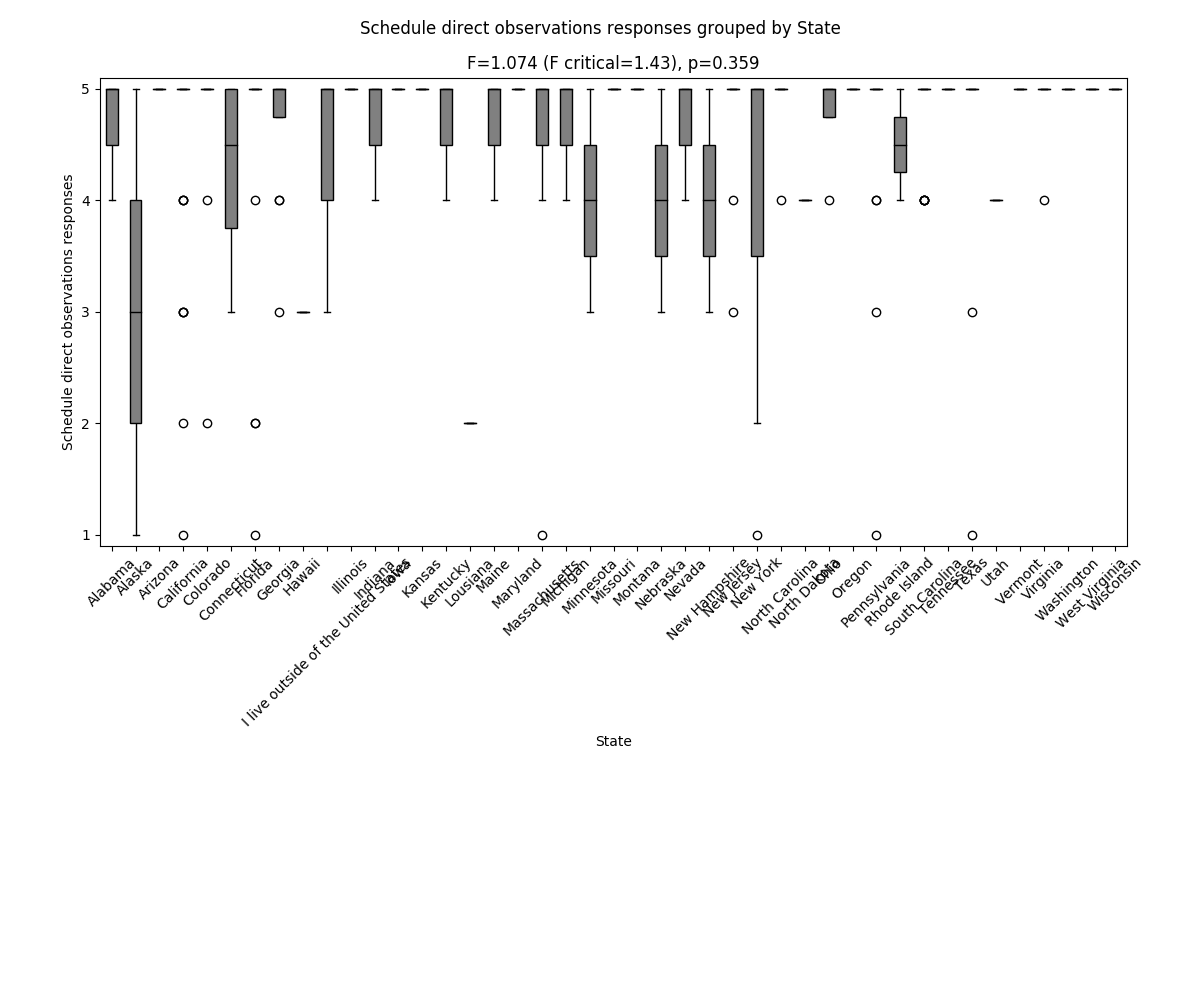 Schedule direct observations responses grouped by State
F=1.074 (F critical=1.43), p=0.359
Schedule direct observations responses
5
4
3
2
1
Alabama
Alaska
Arizona
California
Colorado
Connecticut
Florida
Georgia
Hawaii
I live outside of the United States
Illinois
Indiana
Iowa
Kansas
Kentucky
Lousiana
Maine
Maryland
Massachusetts
Michigan
Minnesota
Missouri
Montana
Nebraska
Nevada
New Hampshire
New Jersey
New York
North Carolina
North Dakota
Ohio
Oregon
Pennsylvania
Rhode Island
South Carolina
Tennessee
Texas
Utah
Vermont
Virginia
Washington
West Virginia
Wisconsin
State